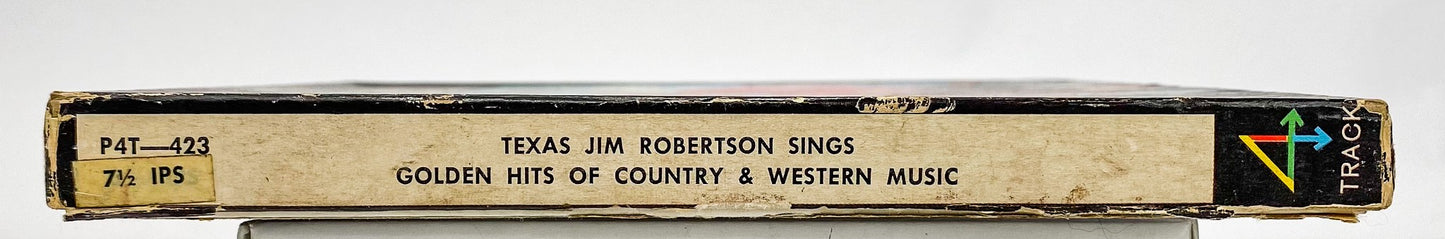 P4T—423
7½ IPS
TEXAS JIM ROBERTSON SINGS
GOLDEN HITS OF COUNTRY & WESTERN MUSIC
4
TRACK